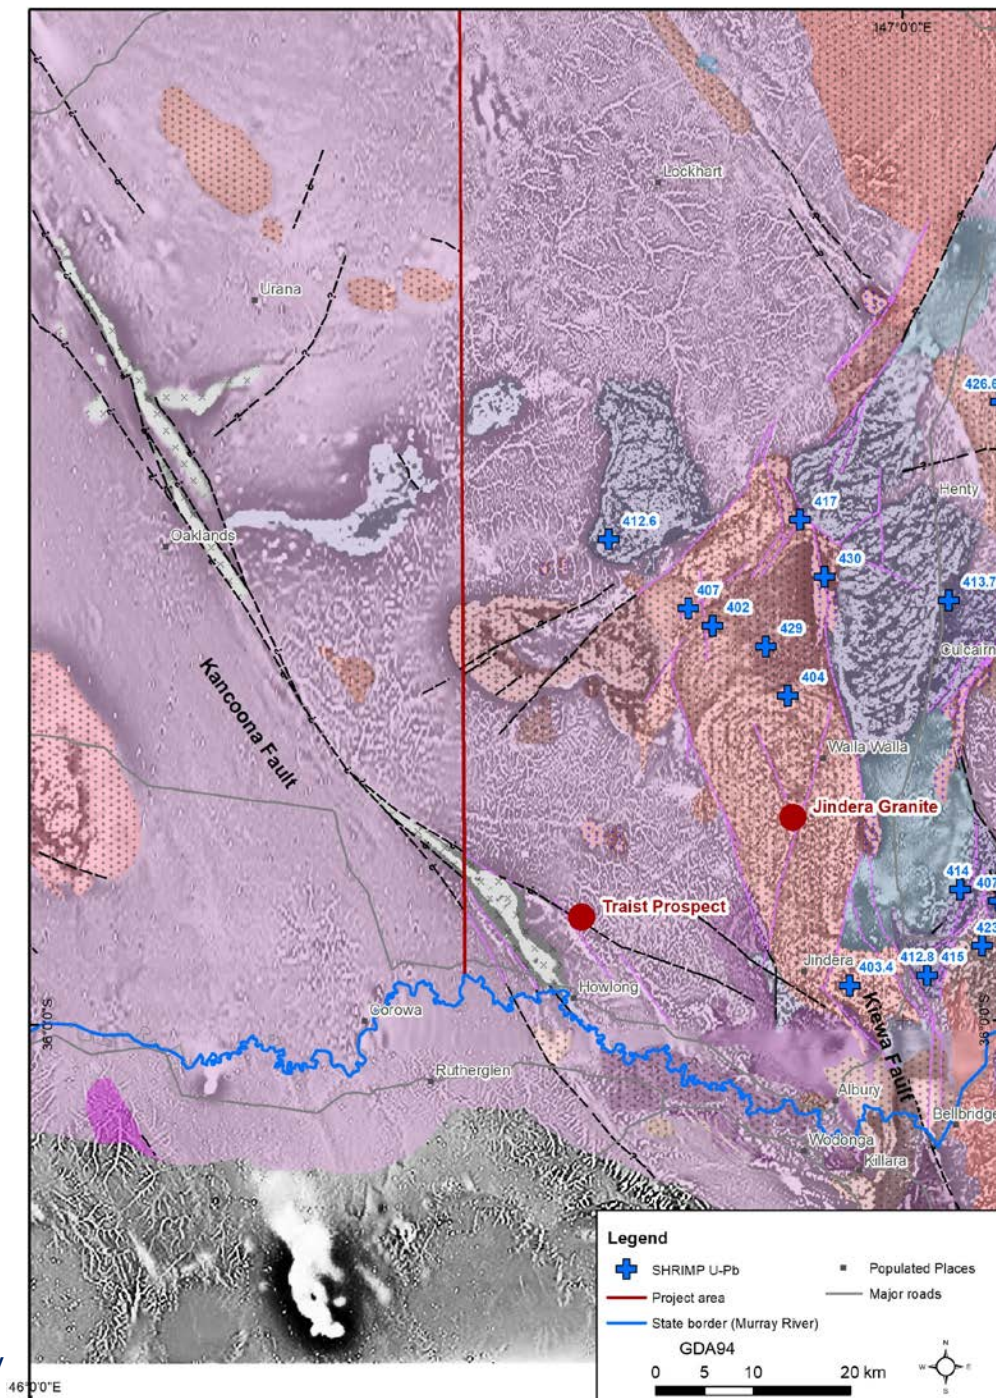 147°0'0"E
Lockhart
Urana
426.6
417
Henty
412.6
Oaklands
430
413.7
407
402
429
Culcairn
404
Kancoona Fault
Walla Walla
Jindera Granite
414
407
Traist Prospect
423
Jindera
403.4
412.8
415
Howlong
Kiewa Fault
36°0'0"S
36°0'0"S
Corowa
Rutherglen
Albury
Bellbridge
Wodonga
Killara
Legend
SHRIMP U-Pb
Populated Places
Project area
Major roads
State border (Murray River)
GDA94
0 5 10 20 km
N
W E
S
46°0'0"E